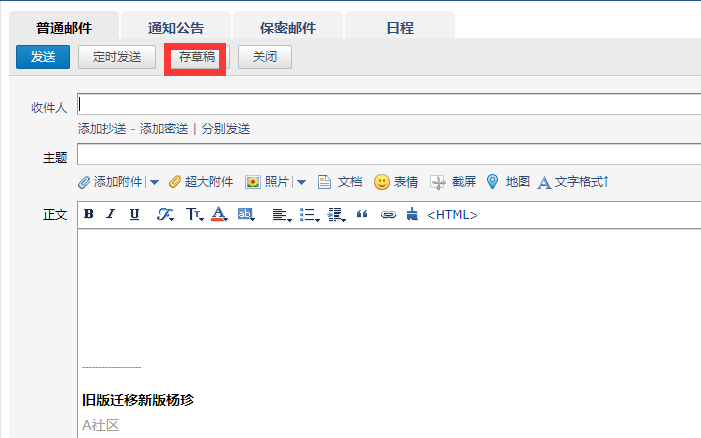 普通邮件 通知公告 保密邮件 日程
发送 定时发送 存草稿 关闭
收件人
添加抄送 - 添加密送 | 分别发送
主题
添加附件 超大附件 照片 文档 表情 截屏 地图 文字格式↑
正文 B I U F TT A ab “ <HTML>
旧版迁移新版杨珍
A社区